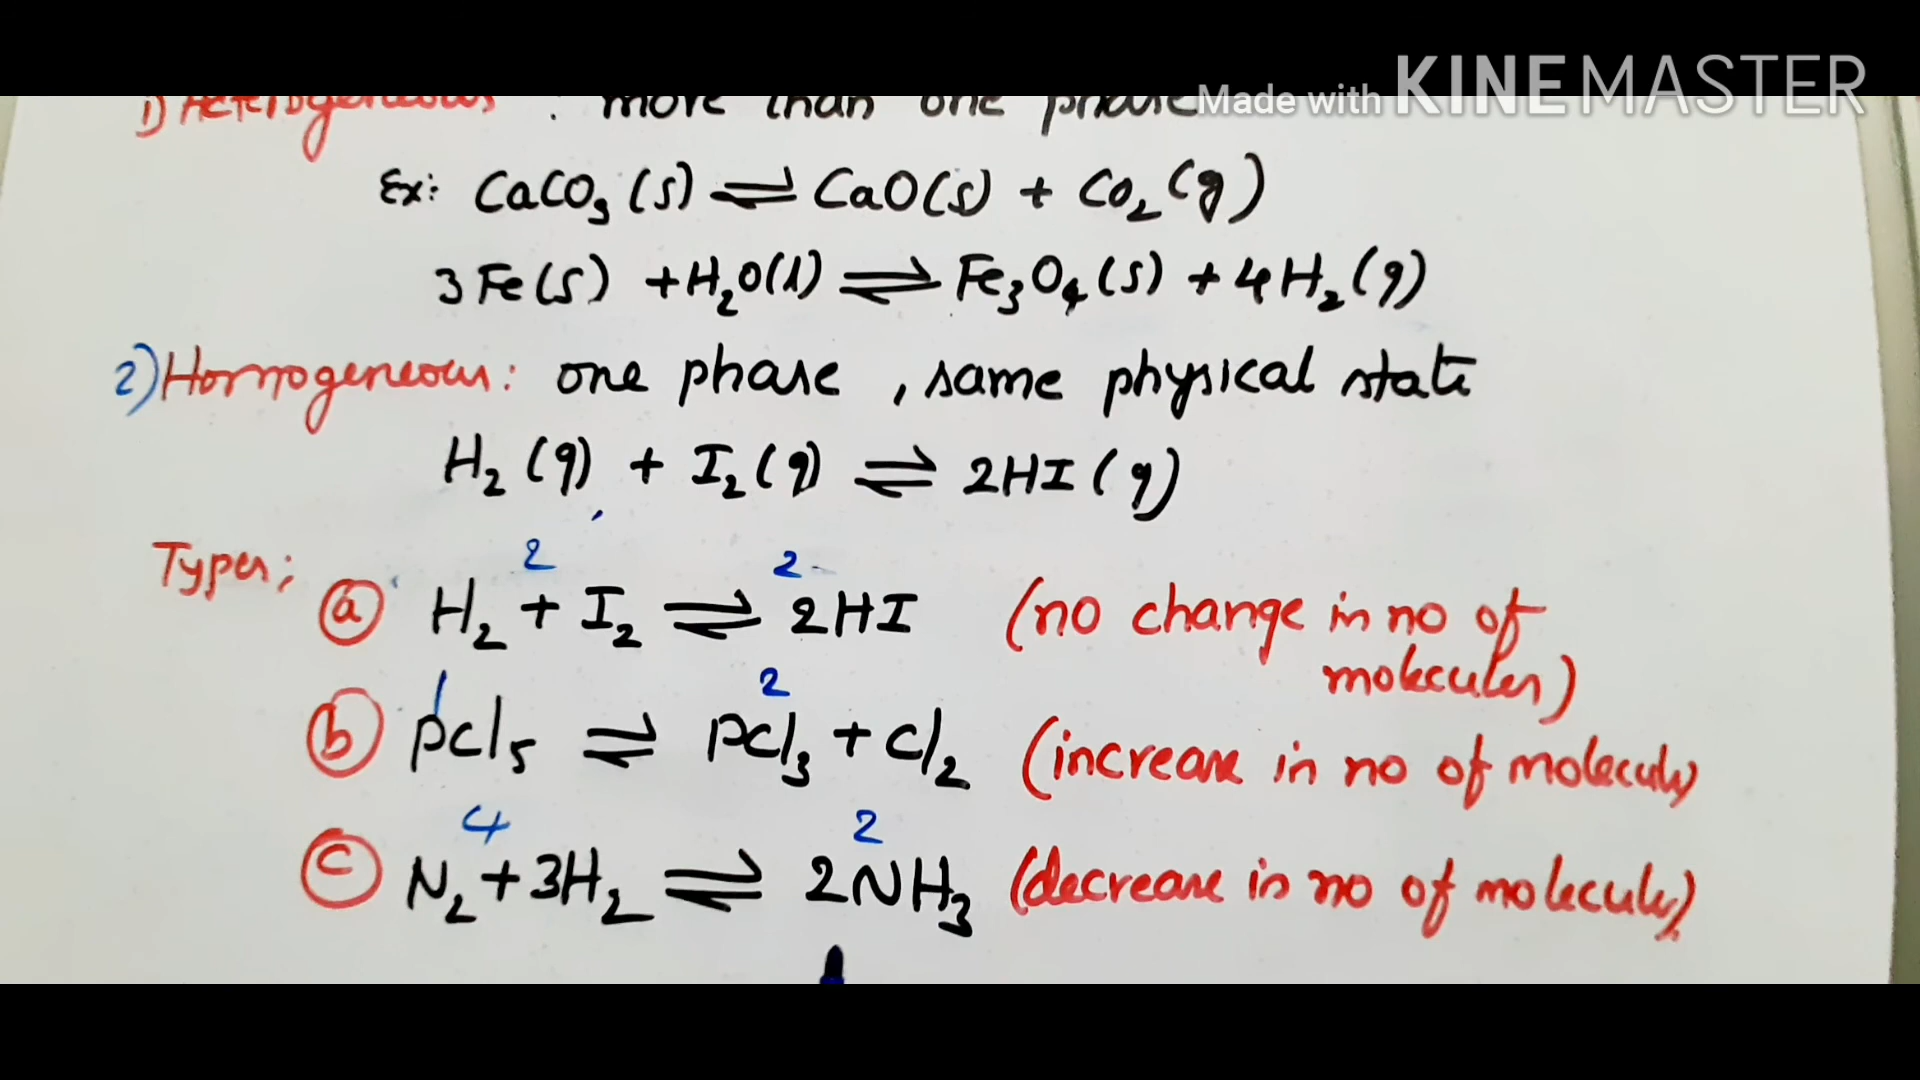 Made with KINEMASTER
1) Heterogeneous : more than one phase
Ex: CaCO3 (s) ⇌ CaO(s) + CO2 (g)
3Fe(s) + H2O(l) ⇌ Fe3O4 (s) + 4H2 (g)
2) Homogeneous: one phase , same physical state
H2 (g) + I2 (g) ⇌ 2HI (g)
Types;
2 2
(a) H2 + I2 ⇌ 2HI (no change in no of
molecules)
1 2
(b) pcl5 ⇌ pcl3 + cl2 (increase in no of molecules
4 2
(c) N2 + 3H2 ⇌ 2NH3 (decrease in no of molecules)